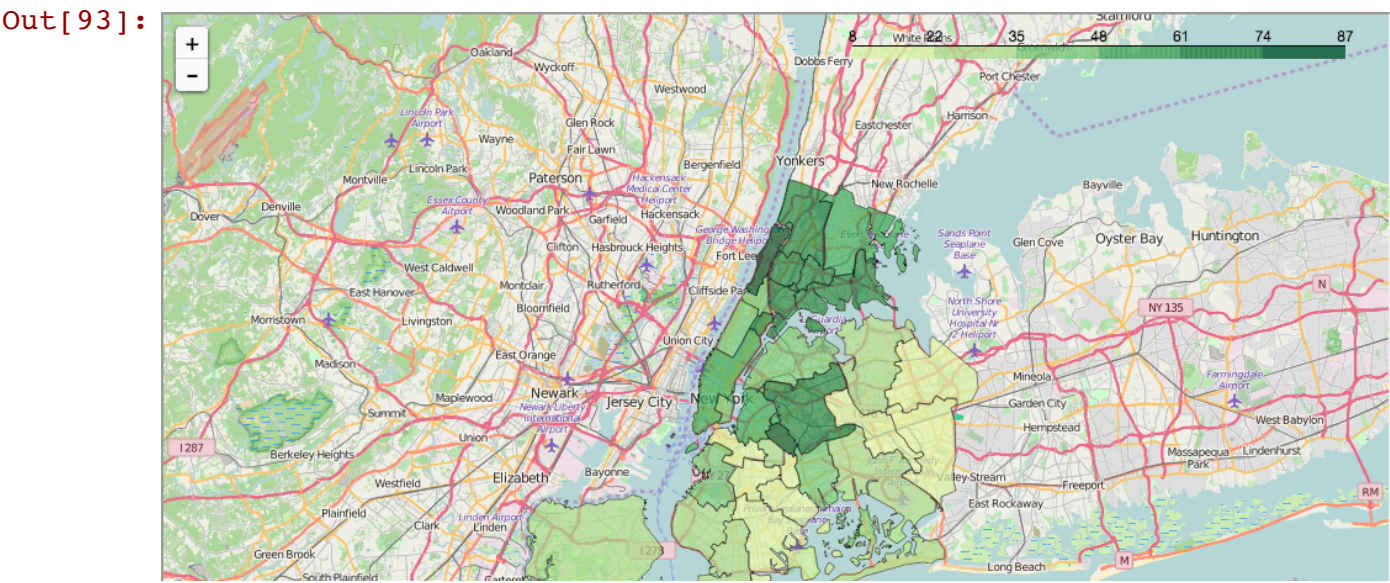 Out[93]:
+
-
8 22 35 48 61 74 87
Stamford
White Plains
Oakland
Wyckoff
Dobbs Ferry
Port Chester
Westwood
Lincoln Park
Airport
Glen Rock
Harrison
Eastchester
Wayne
Fair Lawn
Bergenfield
Yonkers
Lincoln Park
Montville
Paterson
Hackensack
Medical Center
Heliport
New Rochelle
Bayville
Essex County
Airport
Denville
Dover
Woodland Park
Garfield
Hackensack
George Washington
Bridge Heliport
Sands Point
Seaplane
Base
Glen Cove
Oyster Bay
Huntington
Clifton
Hasbrouck Heights
Fort Lee
West Caldwell
Montclair
Rutherford
Cliffside Park
East Hanover
N
Bloomfield
North Shore
University
Hospital Nr
2 Heliport
NY 135
Morristown
Livingston
Union City
East Orange
Madison
Mineola
Farmingdale
Airport
Newark
Maplewood
Jersey City
New York
Garden City
Newark Liberty
International
Airport
Summit
Hempstead
West Babylon
Union
I 287
Berkeley Heights
Massapequa
Park
Lindenhurst
Bayonne
Elizabeth
Westfield
Valley Stream
Freeport
RM
East Rockaway
Plainfield
Linden Airport
Linden
Clark
I 278
Green Brook
M
Long Beach
South Plainfield
Carteret